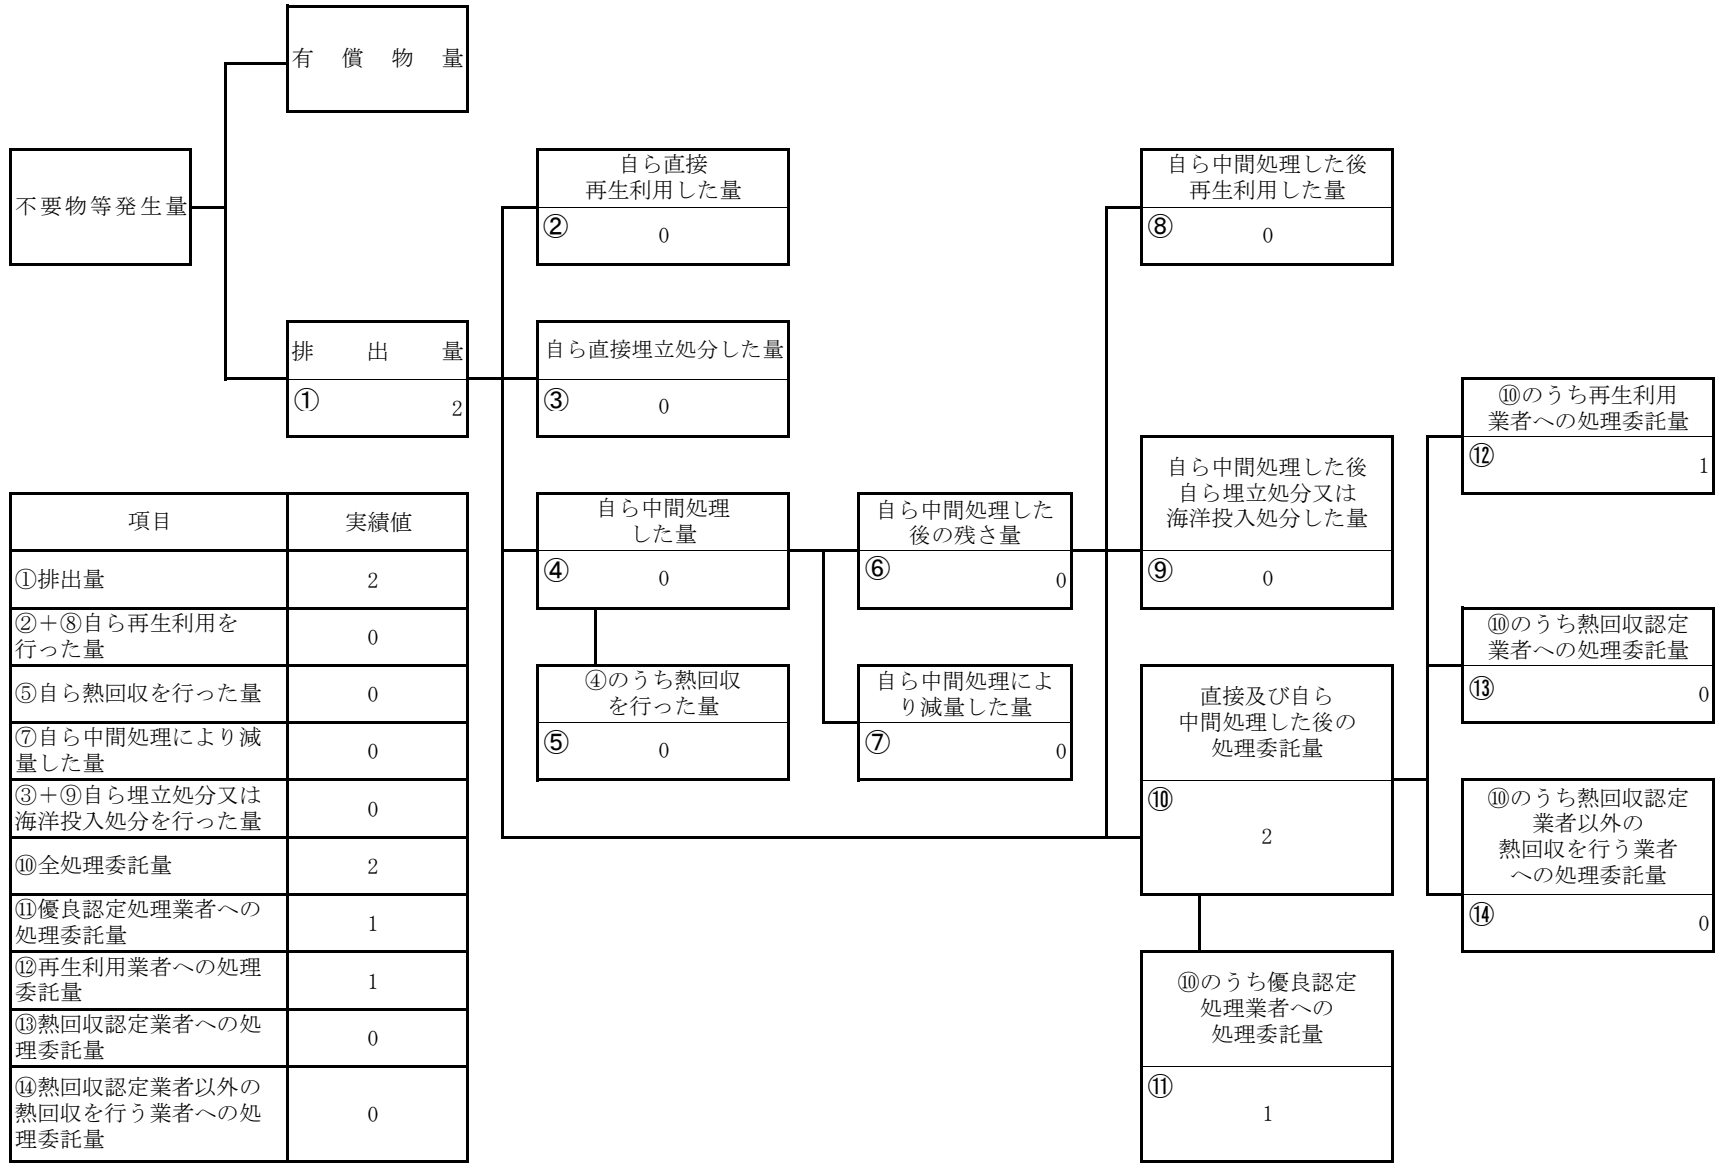 有償物量
不要物等発生量
排出量
①
2
自ら直接
再生利用した量
②
0
自ら直接埋立処分した量
③
0
自ら中間処理
した量
④
0
④のうち熱回収
を行った量
⑤
0
自ら中間処理した
後の残さ量
⑥
0
自ら中間処理によ
り減量した量
⑦
0
自ら中間処理した後
再生利用した量
⑧
0
自ら中間処理した後
自ら埋立処分又は
海洋投入処分した量
⑨
0
直接及び自ら
中間処理した後の
処理委託量
⑩
2
⑩のうち優良認定
処理業者への
処理委託量
⑪
1
⑩のうち再生利用
業者への処理委託量
⑫
1
⑩のうち熱回収認定
業者への処理委託量
⑬
0
⑩のうち熱回収認定
業者以外の
熱回収を行う業者
への処理委託量
⑭
0
項目 実績値
①排出量 2
②＋⑧自ら再生利用を
行った量 0
⑤自ら熱回収を行った量 0
⑦自ら中間処理により減
量した量 0
③＋⑨自ら埋立処分又は
海洋投入処分を行った量 0
⑩全処理委託量 2
⑪優良認定処理業者への
処理委託量 1
⑫再生利用業者への処理
委託量 1
⑬熱回収認定業者への処
理委託量 0
⑭熱回収認定業者以外の
熱回収を行う業者への処
理委託量 0